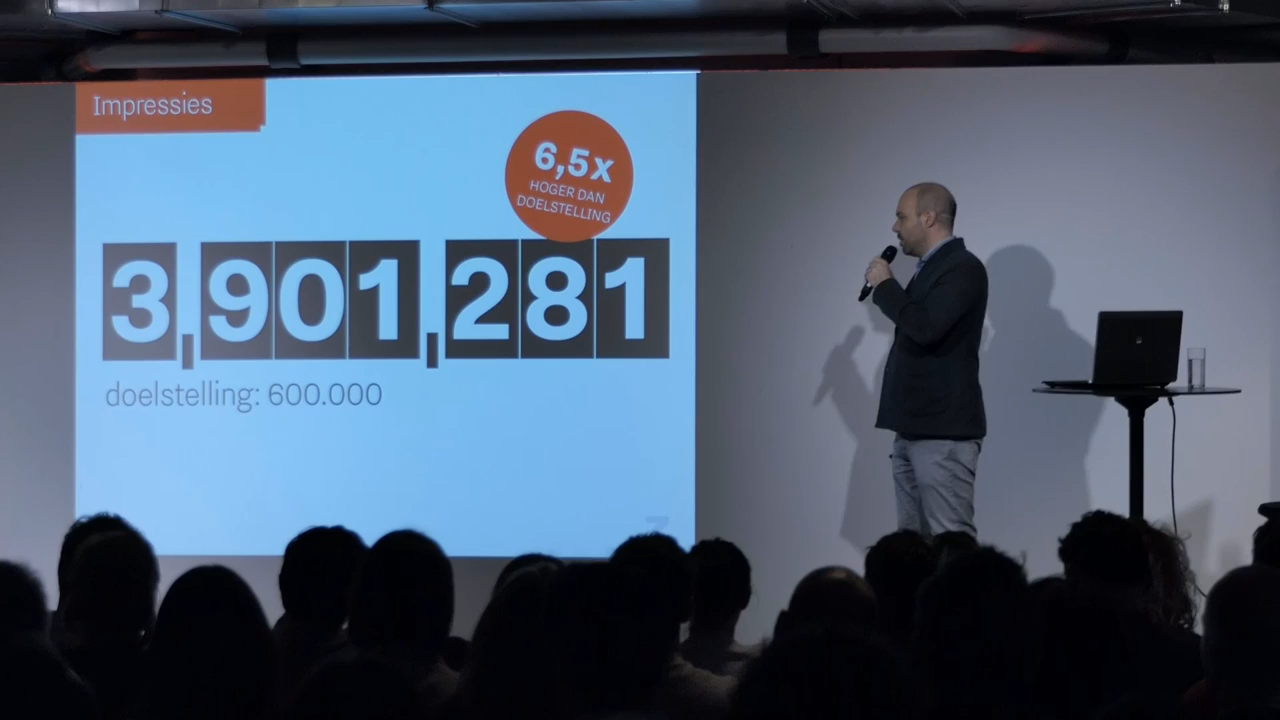 Impressies
6,5x
HOGER DAN
DOELSTELLING
3,901,281
doelstelling: 600.000